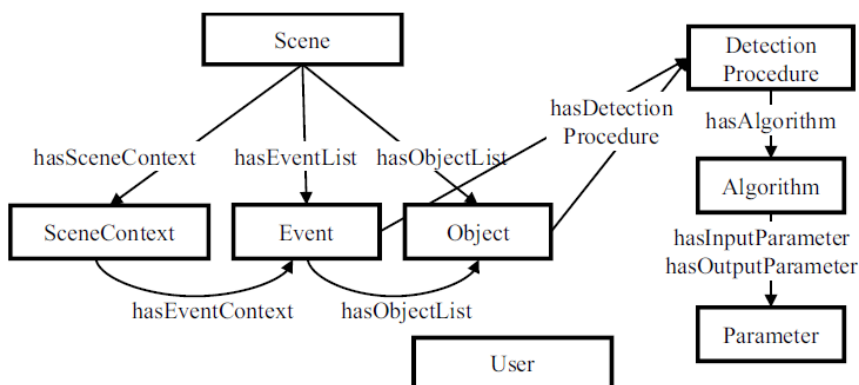 Scene
Detection
Procedure
hasDetection
Procedure
hasAlgorithm
hasSceneContext
hasEventList
hasObjectList
Algorithm
SceneContext
Event
Object
hasInputParameter
hasOutputParameter
hasEventContext
hasObjectList
Parameter
User